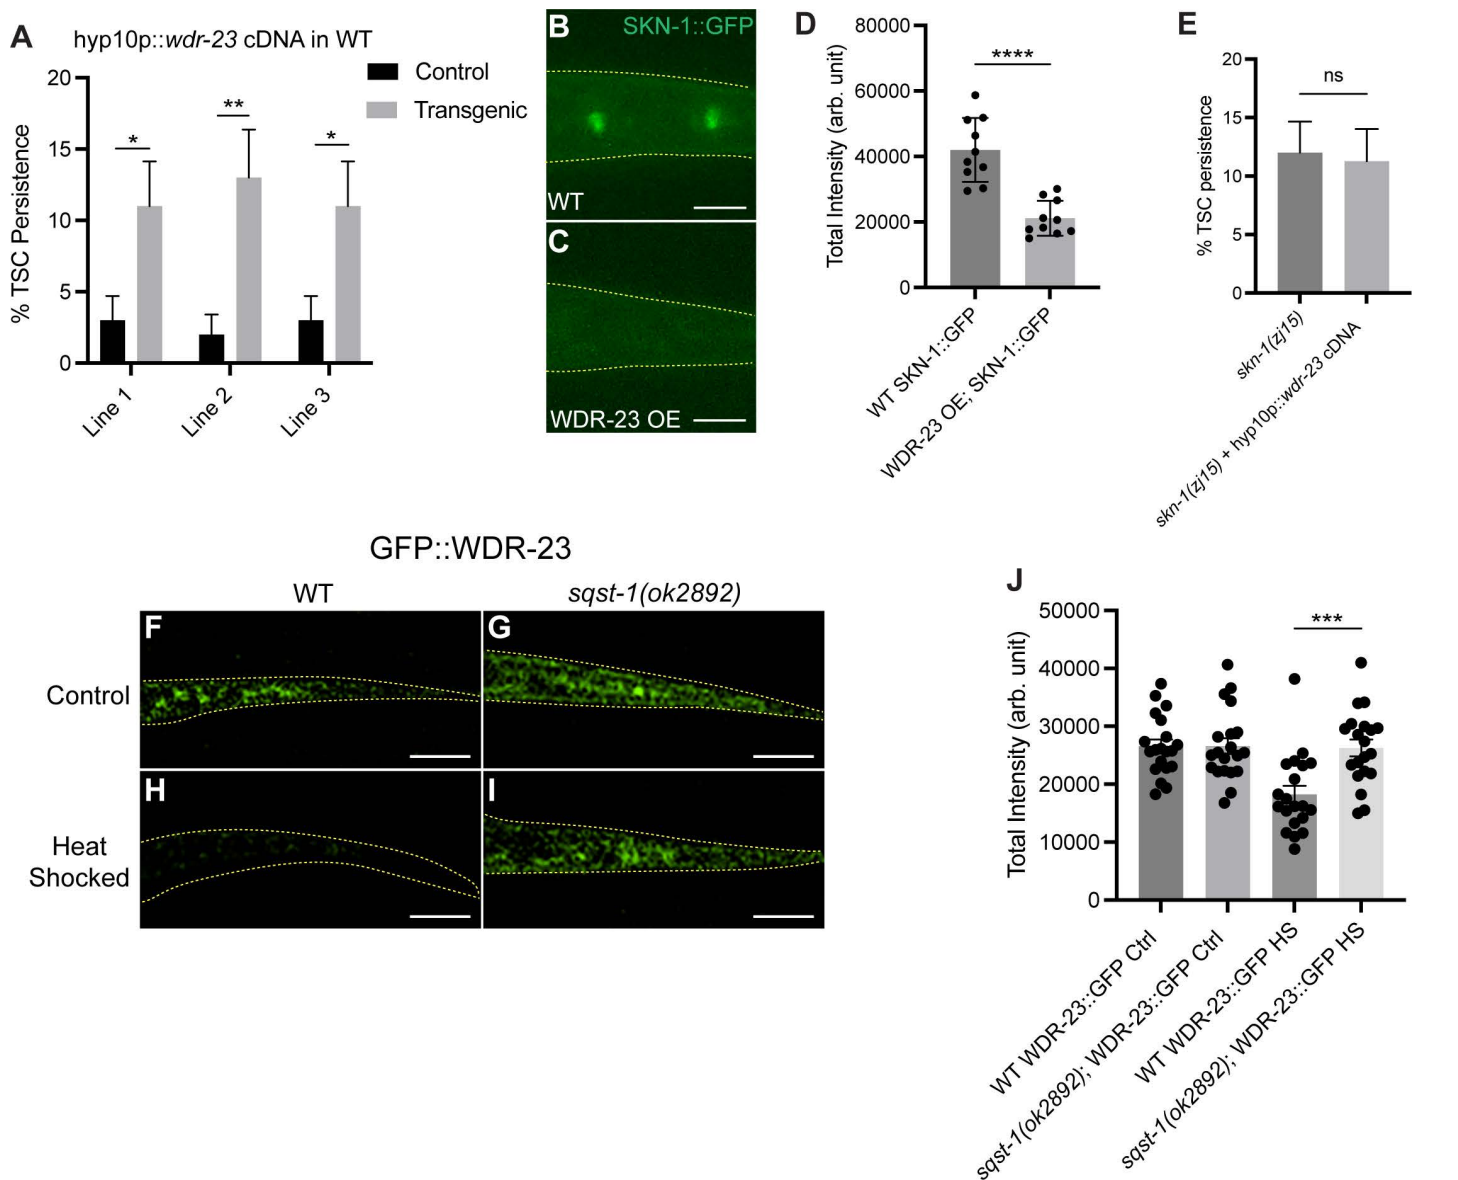 A
hyp10p::wdr-23 cDNA in WT
Control
Transgenic
% TSC Persistence
20
15
10
5
0
*
**
*
Line 1
Line 2
Line 3
B
SKN-1::GFP
WT
C
WDR-23 OE
D
Total Intensity (arb. unit)
80000
60000
40000
20000
0
****
WT SKN-1::GFP
WDR-23 OE; SKN-1::GFP
E
% TSC persistence
20
15
10
5
0
ns
skn-1(zj15)
skn-1(zj15) + hyp10p::wdr-23 cDNA
GFP::WDR-23
WT
sqst-1(ok2892)
Control
Heat
Shocked
F
G
H
I
J
Total Intensity (arb. unit)
50000
40000
30000
20000
10000
0
***
WT WDR-23::GFP Ctrl
sqst-1(ok2892); WDR-23::GFP Ctrl
WT WDR-23::GFP HS
sqst-1(ok2892); WDR-23::GFP HS